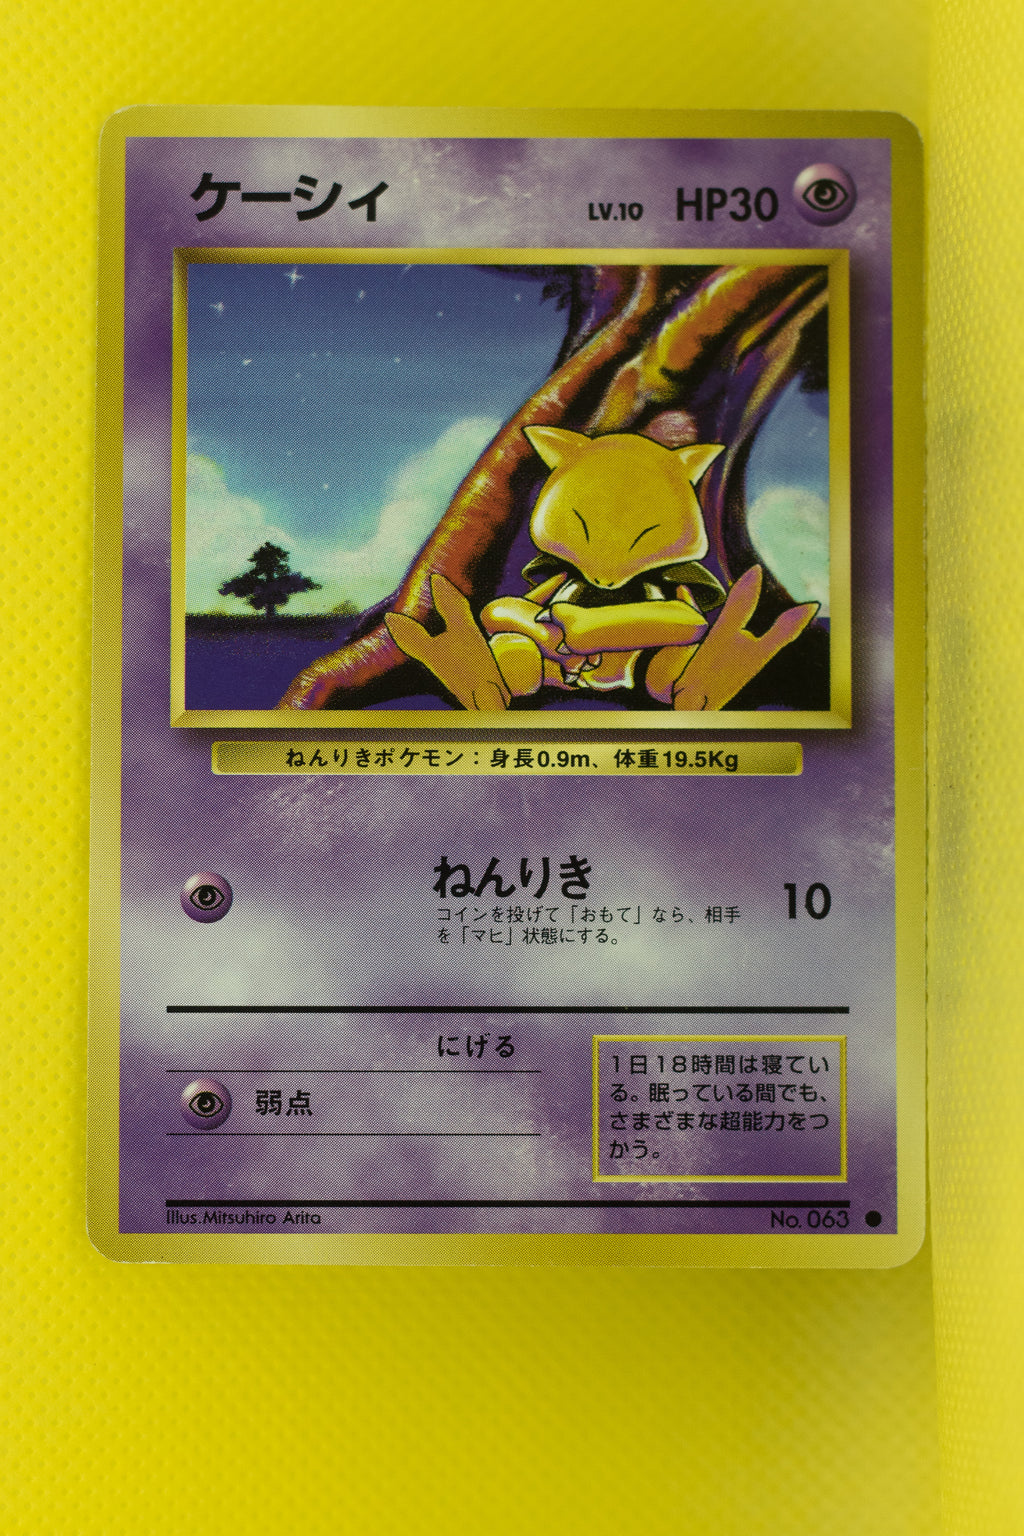 ケーシィ LV.10 HP30
ねんりきポケモン：身長0.9m、体重19.5Kg
ねんりき 10
コインを投げて「おもて」なら、相手
を「マヒ」状態にする。
にげる
弱点
1日18時間は寝てい
る。眠っている間でも、
さまざまな超能力をつ
かう。
Illus.Mitsuhiro Arita
No. 063